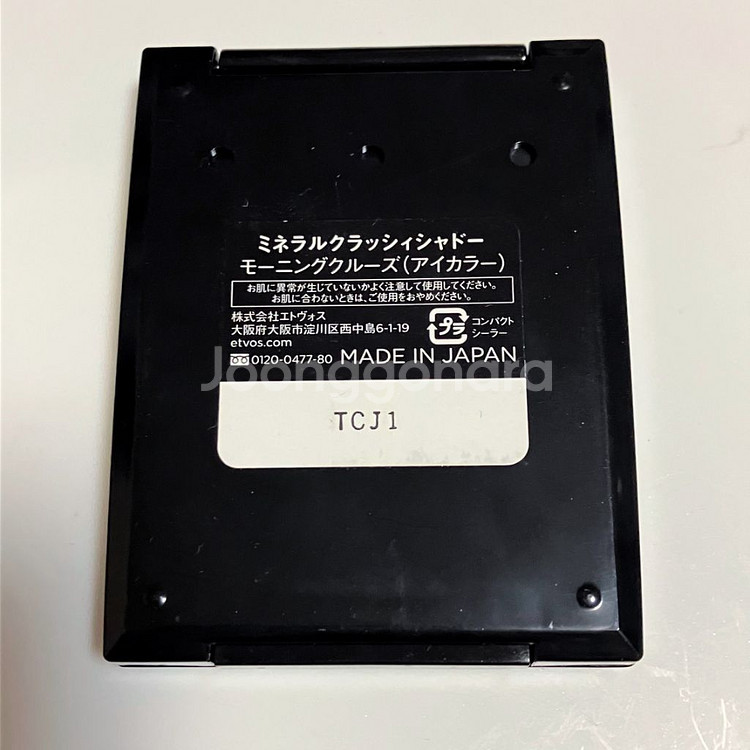 ミネラルクラッシィシャドー
モーニングクルーズ(アイカラー)
お肌に異常が生じていないかよく注意して使用してください。
お肌に合わないときは、ご使用をおやめください。
株式会社エトヴォス
大阪府大阪市淀川区西中島6-1-19
etvos.com
プラ
コンパクト
シーラー
0120-0477-80 MADE IN JAPAN
Joonggonara
TCJ1